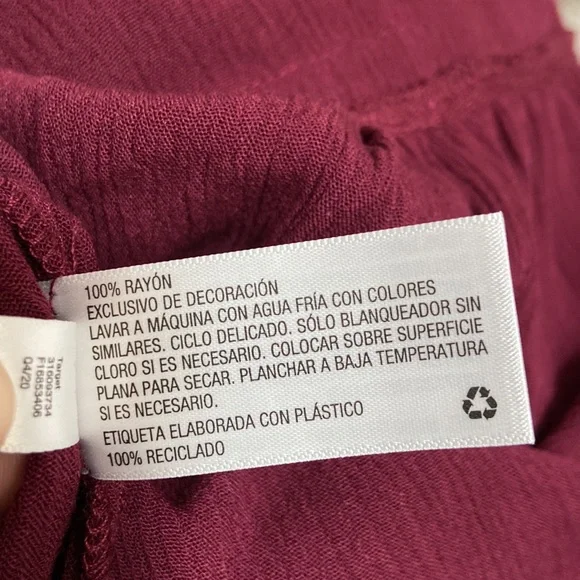 100% RAYÓN
EXCLUSIVO DE DECORACIÓN
LAVAR A MÁQUINA CON AGUA FRÍA CON COLORES
SIMILARES. CICLO DELICADO. SÓLO BLANQUEADOR SIN
CLORO SI ES NECESARIO. COLOCAR SOBRE SUPERFICIE
PLANA PARA SECAR. PLANCHAR A BAJA TEMPERATURA
SI ES NECESARIO.
ETIQUETA ELABORADA CON PLÁSTICO
100% RECICLADO
Target
316093734
F16853406
Q4/20